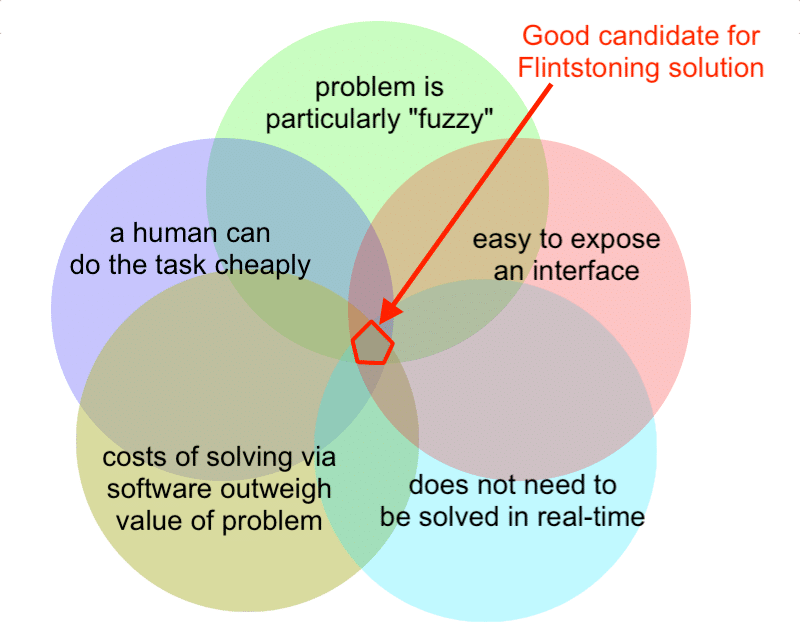 Good candidate for
Flintstoning solution
problem is
particularly "fuzzy"
a human can
do the task cheaply
easy to expose
an interface
costs of solving via
software outweigh
value of problem
does not need to
be solved in real-time